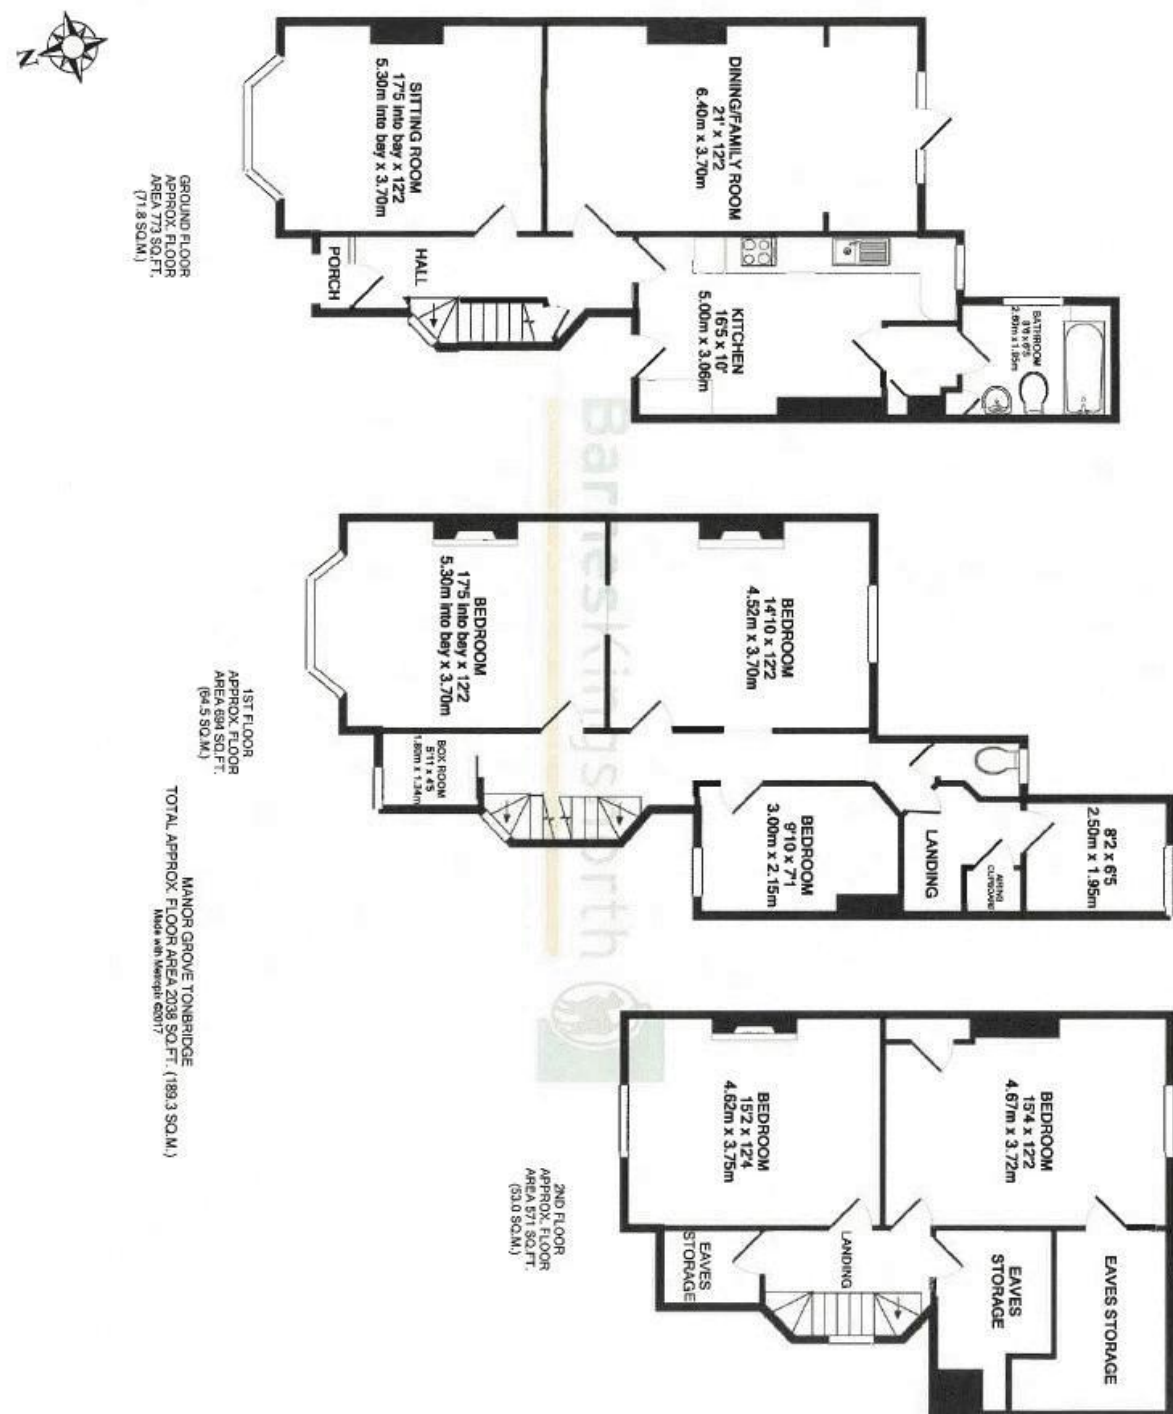 N
SITTING ROOM
17'5 into bay x 12'2
5.30m into bay x 3.70m
DINING/FAMILY ROOM
21' x 12'2
6.40m x 3.70m
PORCH
HALL
KITCHEN
16'5 x 10'
5.00m x 3.06m
BATHROOM
8'6 x 6'5
2.60m x 1.95m
GROUND FLOOR
APPROX. FLOOR
AREA 773 SQ.FT.
(71.8 SQ.M.)
BarnesKingsnorth
BEDROOM
17'5 into bay x 12'2
5.30m into bay x 3.70m
BEDROOM
14'10 x 12'2
4.52m x 3.70m
BOX ROOM
5'11 x 4'5
1.80m x 1.34m
BEDROOM
9'10 x 7'1
3.00m x 2.15m
LANDING
AIRING
CUPBOARD
8'2 x 6'5
2.50m x 1.95m
1ST FLOOR
APPROX. FLOOR
AREA 694 SQ.FT.
(64.5 SQ.M.)
BEDROOM
15'2 x 12'4
4.62m x 3.75m
BEDROOM
15'4 x 12'2
4.67m x 3.72m
EAVES
STORAGE
LANDING
EAVES
STORAGE
EAVES STORAGE
2ND FLOOR
APPROX. FLOOR
AREA 571 SQ.FT.
(53.0 SQ.M.)
MANOR GROVE TONBRIDGE
TOTAL APPROX. FLOOR AREA 2038 SQ.FT. (189.3 SQ.M.)
Made with Metropix ©2017